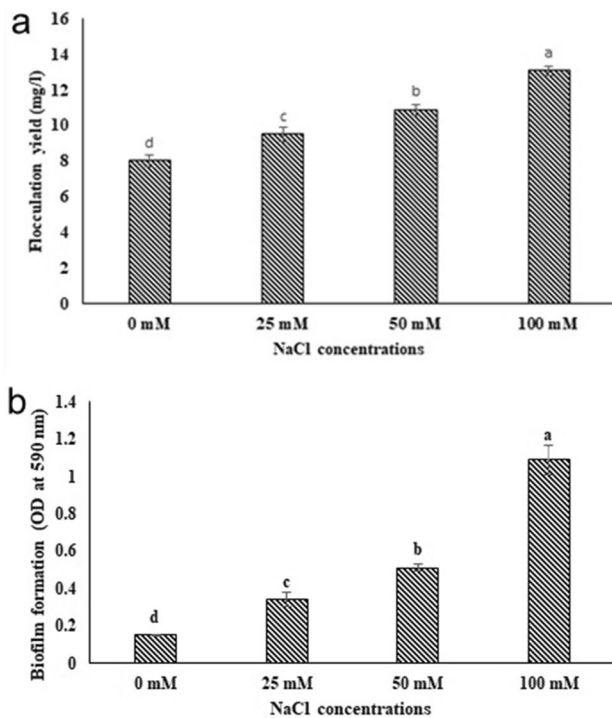 a
Flocculation yield (mg/l)
16
14
12
10
8
6
4
2
0
d
c
b
a
0 mM 25 mM 50 mM 100 mM
NaCl concentrations
b
Biofilm formation (OD at 590 nm)
1.4
1.2
1
0.8
0.6
0.4
0.2
0
d
c
b
a
0 mM 25 mM 50 mM 100 mM
NaCl concentrations